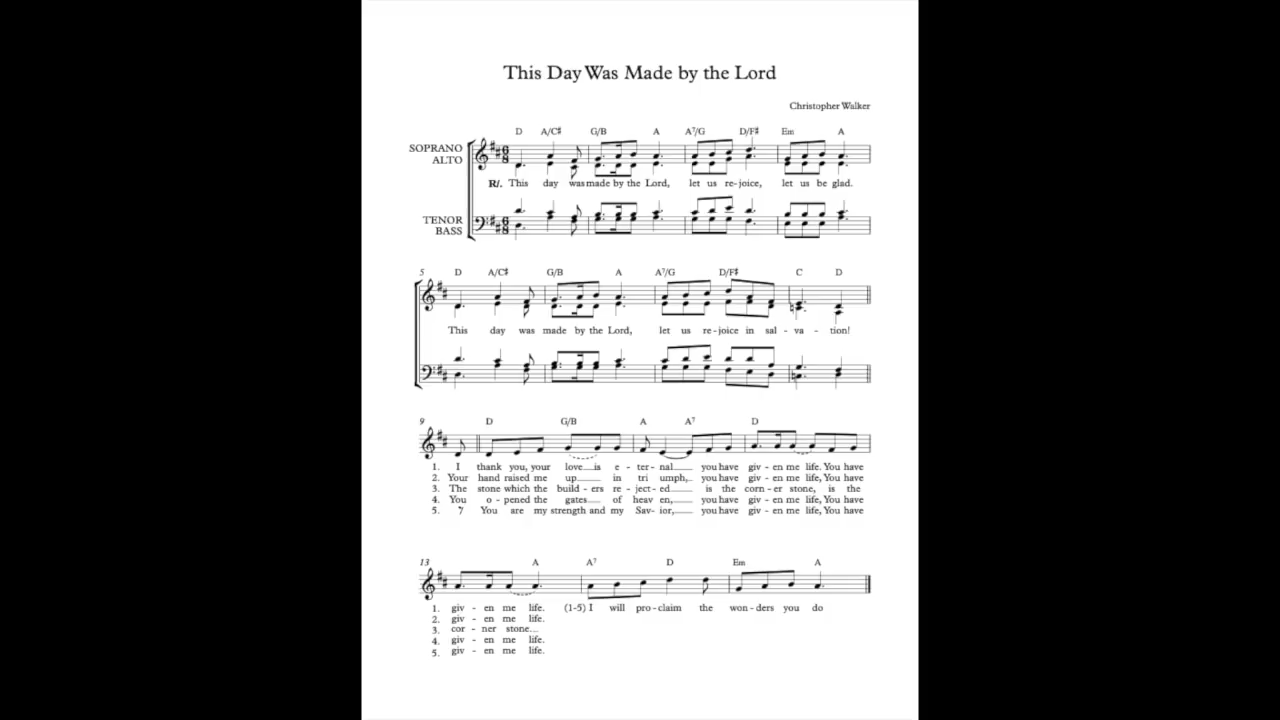 This Day Was Made by the Lord
Christopher Walker
D A/C♯ G/B A A⁷/G D/F♯ Em A
SOPRANO
ALTO
R/. This day was made by the Lord, let us re-joice, let us be glad.
TENOR
BASS
5 D A/C♯ G/B A A⁷/G D/F♯ C D
This day was made by the Lord, let us re-joice in sal-va-tion!
9 D G/B A A⁷ D
1. I thank you, your love is e-ter-nal you have giv-en me life. You have
2. Your hand raised me up in tri umph, you have giv-en me life, You have
3. The stone which the build-ers re-ject-ed is the corn-er stone, is the
4. You o-pened the gates of heav en, you have giv-en me life, You have
5. You are my strength and my Sav-ior, you have giv-en me life, You have
13 A A⁷ D Em A
1. giv-en me life. (1-5) I will pro-claim the won-ders you do
2. giv-en me life.
3. cor-ner stone...
4. giv-en me life.
5. giv-en me life.